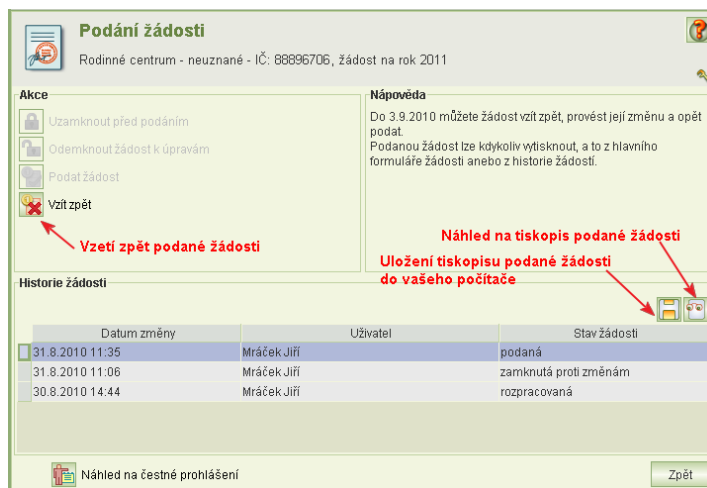 Podání žádosti
Rodinné centrum - neuznané - IČ: 88896706, žádost na rok 2011
Akce
Uzamknout před podáním
Odemknout žádost k úpravám
Podat žádost
Vzít zpět
Vzetí zpět podané žádosti
Nápověda
Do 3.9.2010 můžete žádost vzít zpět, provést její změnu a opět
podat.
Podanou žádost lze kdykoliv vytisknout, a to z hlavního
formuláře žádosti anebo z historie žádostí.
Náhled na tiskopis podané žádosti
Uložení tiskopisu podané žádosti
do vašeho počítače
Historie žádosti
Datum změny Uživatel Stav žádosti
31.8.2010 11:35 Mráček Jiří podaná
31.8.2010 11:06 Mráček Jiří zamknutá proti změnám
30.8.2010 14:44 Mráček Jiří rozpracovaná
Náhled na čestné prohlášení
Zpět